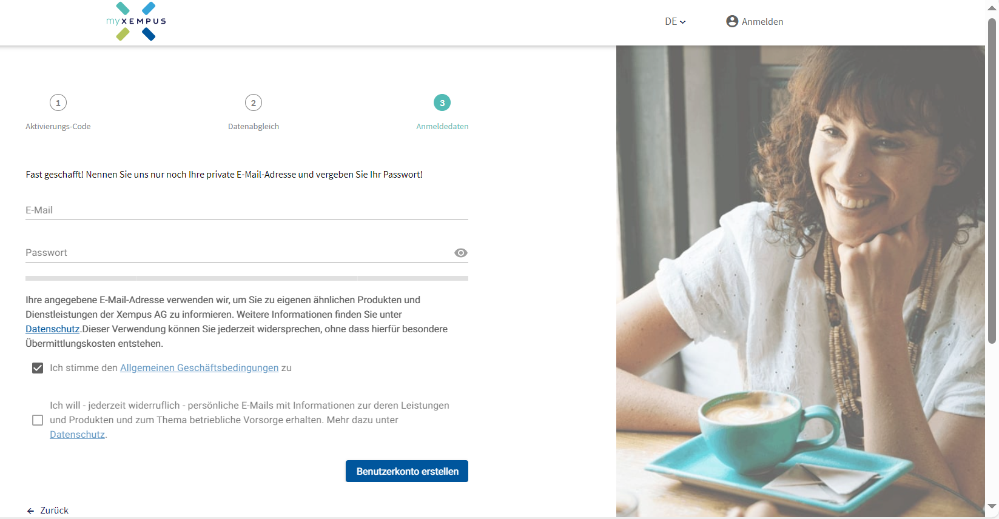 myXEMPUS
DE
Anmelden
1
2
3
Aktivierungs-Code
Datenabgleich
Anmeldedaten
Fast geschafft! Nennen Sie uns nur noch Ihre private E-Mail-Adresse und vergeben Sie Ihr Passwort!
E-Mail
Passwort
Ihre angegebene E-Mail-Adresse verwenden wir, um Sie zu eigenen ähnlichen Produkten und
Dienstleistungen der Xempus AG zu informieren. Weitere Informationen finden Sie unter
Datenschutz.Dieser Verwendung können Sie jederzeit widersprechen, ohne dass hierfür besondere
Übermittlungskosten entstehen.
Ich stimme den Allgemeinen Geschäftsbedingungen zu
Ich will - jederzeit widerruflich - persönliche E-Mails mit Informationen zur deren Leistungen
und Produkten und zum Thema betriebliche Vorsorge erhalten. Mehr dazu unter
Datenschutz.
Benutzerkonto erstellen
Zurück